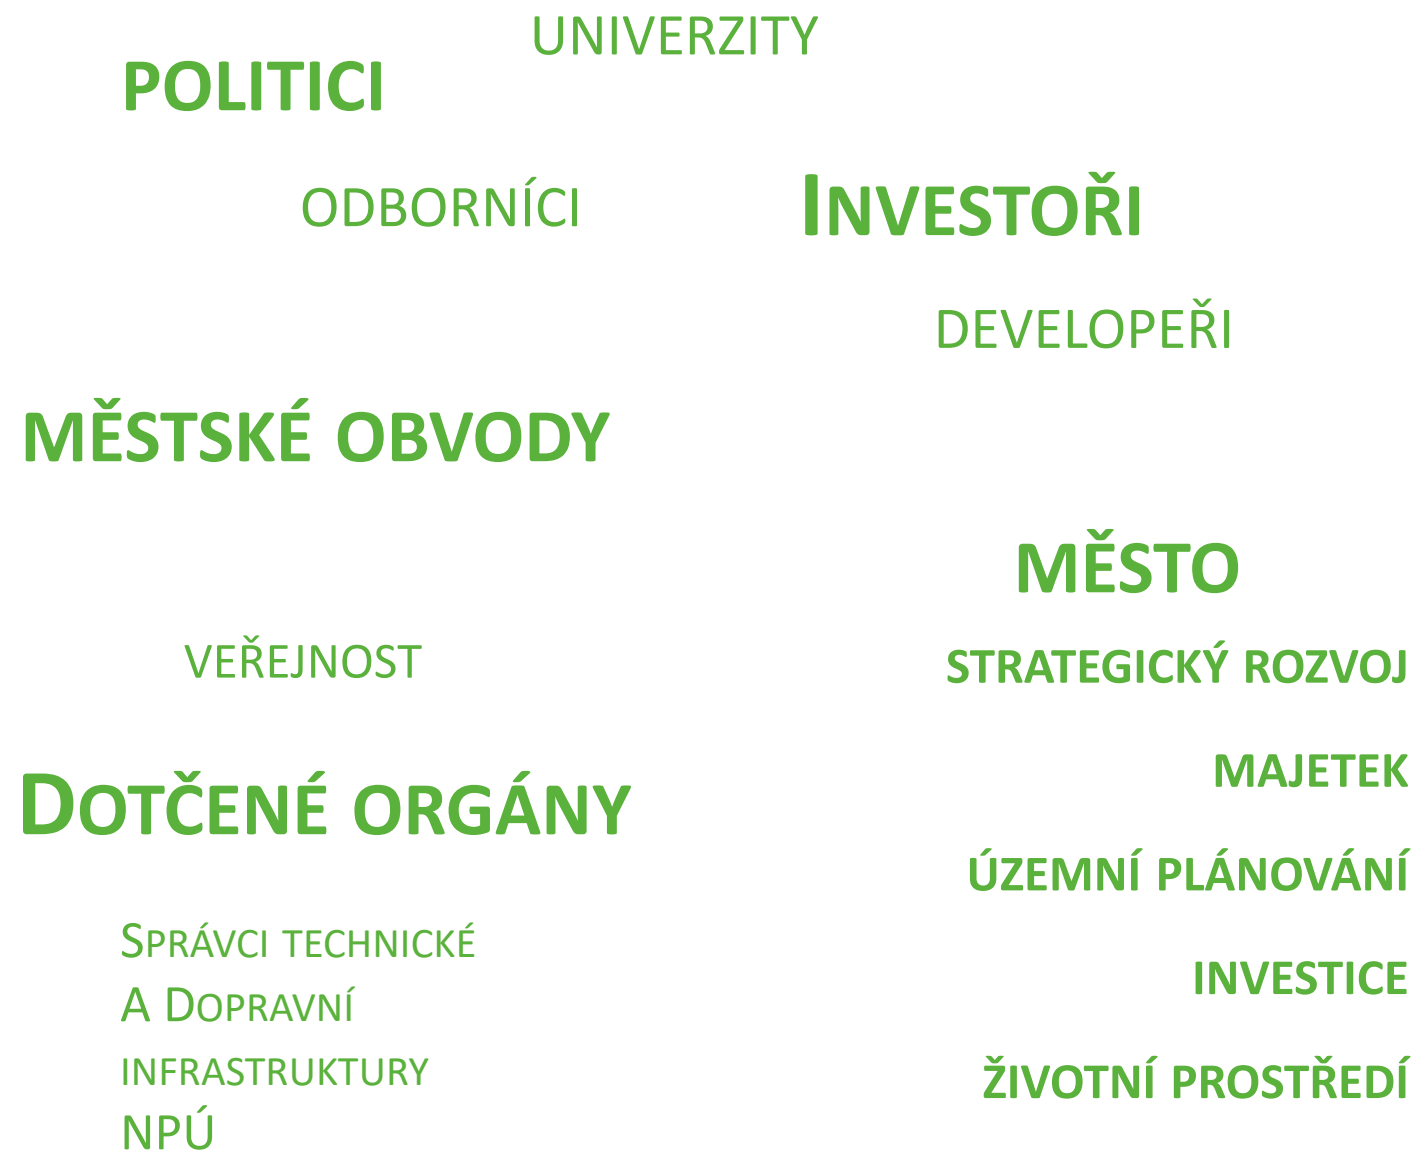 UNIVERZITY
POLITICI
ODBORNÍCI
INVESTOŘI
DEVELOPEŘI
MĚSTSKÉ OBVODY
MĚSTO
VEŘEJNOST
STRATEGICKÝ ROZVOJ
MAJETEK
DOTČENÉ ORGÁNY
ÚZEMNÍ PLÁNOVÁNÍ
SPRÁVCI TECHNICKÉ
A DOPRAVNÍ
INFRASTRUKTURY
NPÚ
INVESTICE
ŽIVOTNÍ PROSTŘEDÍ